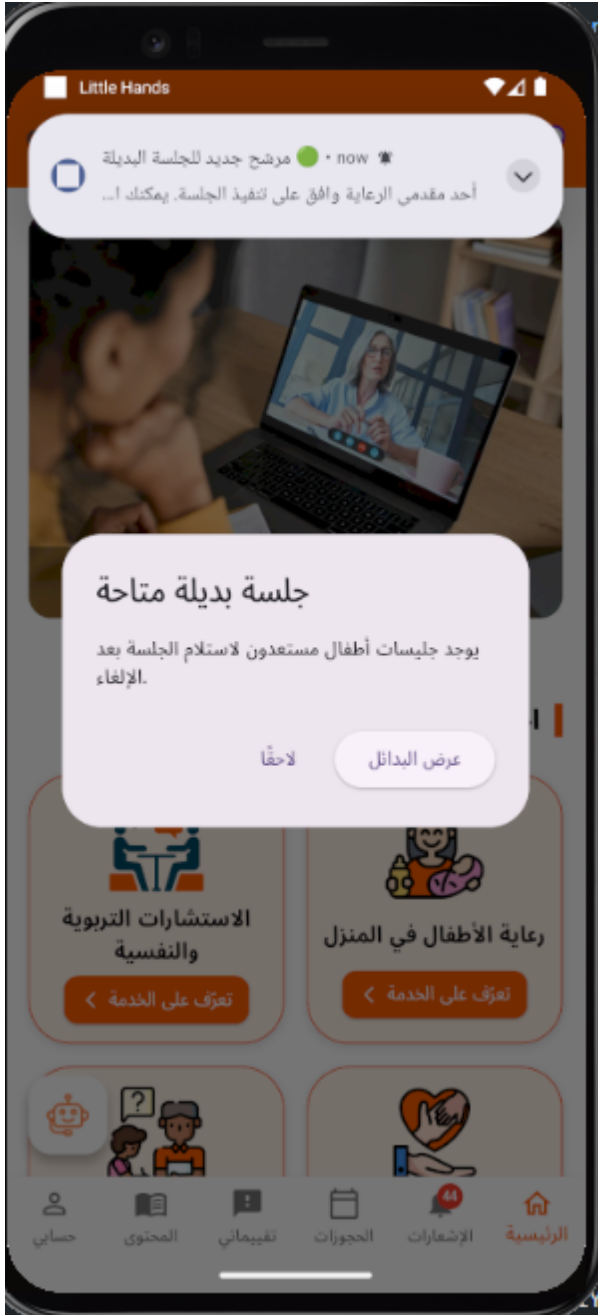 Little Hands
مرشح جديد للجلسة البديلة • now
أحد مقدمي الرعاية وافق على تنفيذ الجلسة. يمكنك ا...
جلسة بديلة متاحة
يوجد جليسات أطفال مستعدون لاستلام الجلسة بعد
الإلغاء.
عرض البدائل
لاحقًا
رعاية الأطفال في المنزل
تعرّف على الخدمة
الاستشارات التربوية
والنفسية
تعرّف على الخدمة
?
44
الرئيسية
الإشعارات
الحجوزات
تقييماتي
المحتوى
حسابي